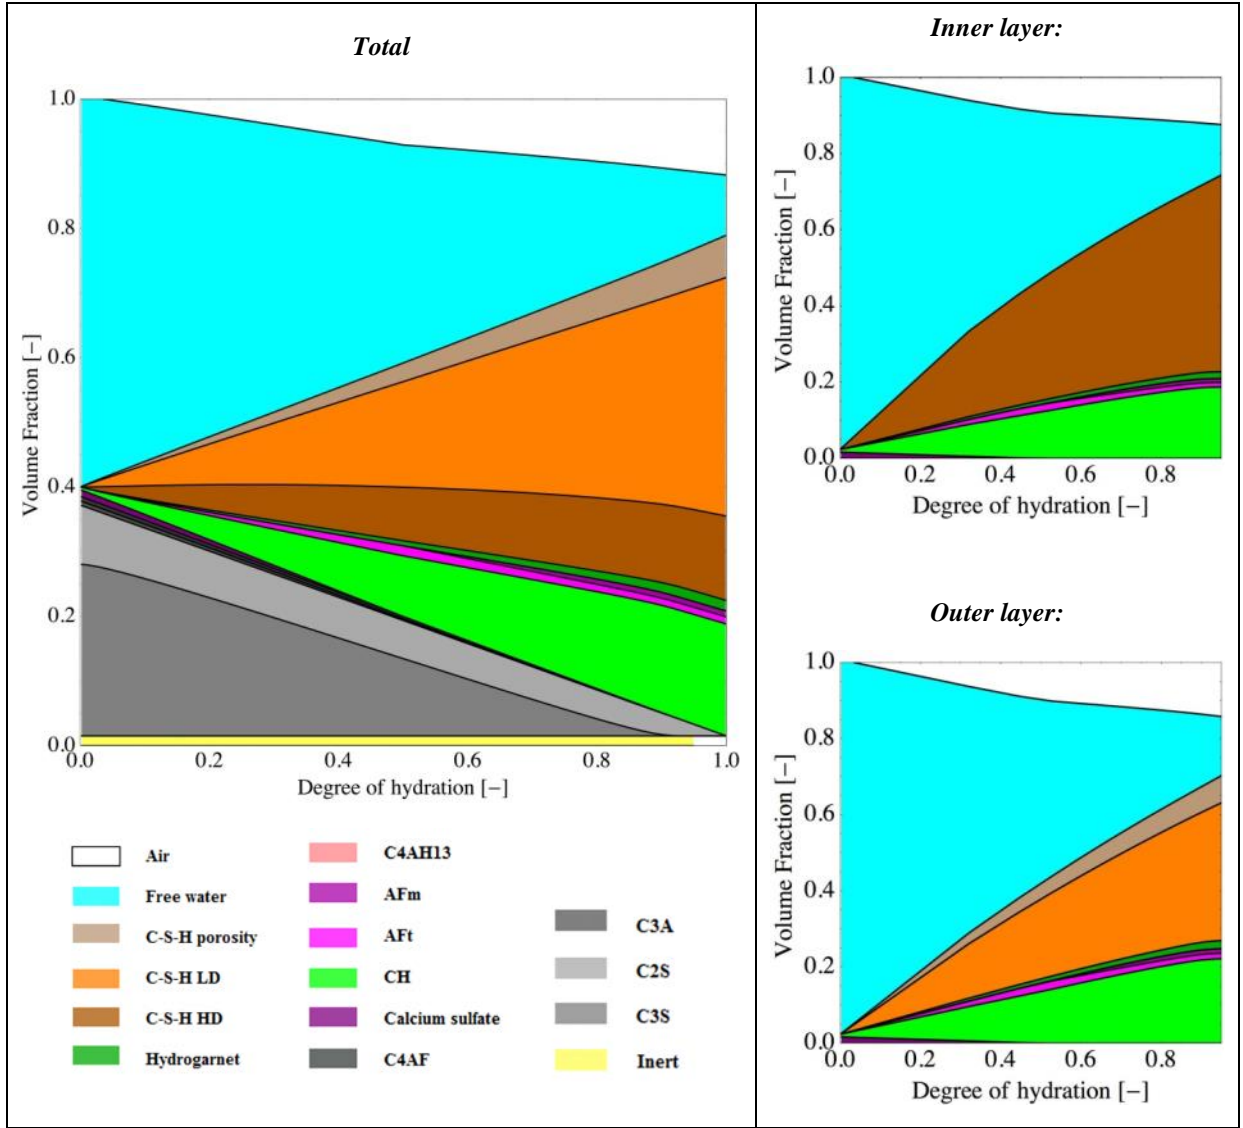 Total
1.0
0.8
0.6
0.4
0.2
0.0
Volume Fraction [−]
0.0 0.2 0.4 0.6 0.8 1.0
Degree of hydration [−]
Air
Free water
C-S-H porosity
C-S-H LD
C-S-H HD
Hydrogarnet
C4AH13
AFm
AFt
CH
Calcium sulfate
C4AF
C3A
C2S
C3S
Inert
Inner layer:
1.0
0.8
0.6
0.4
0.2
0.0
Volume Fraction [−]
0.0 0.2 0.4 0.6 0.8
Degree of hydration [−]
Outer layer:
1.0
0.8
0.6
0.4
0.2
0.0
Volume Fraction [−]
0.0 0.2 0.4 0.6 0.8
Degree of hydration [−]